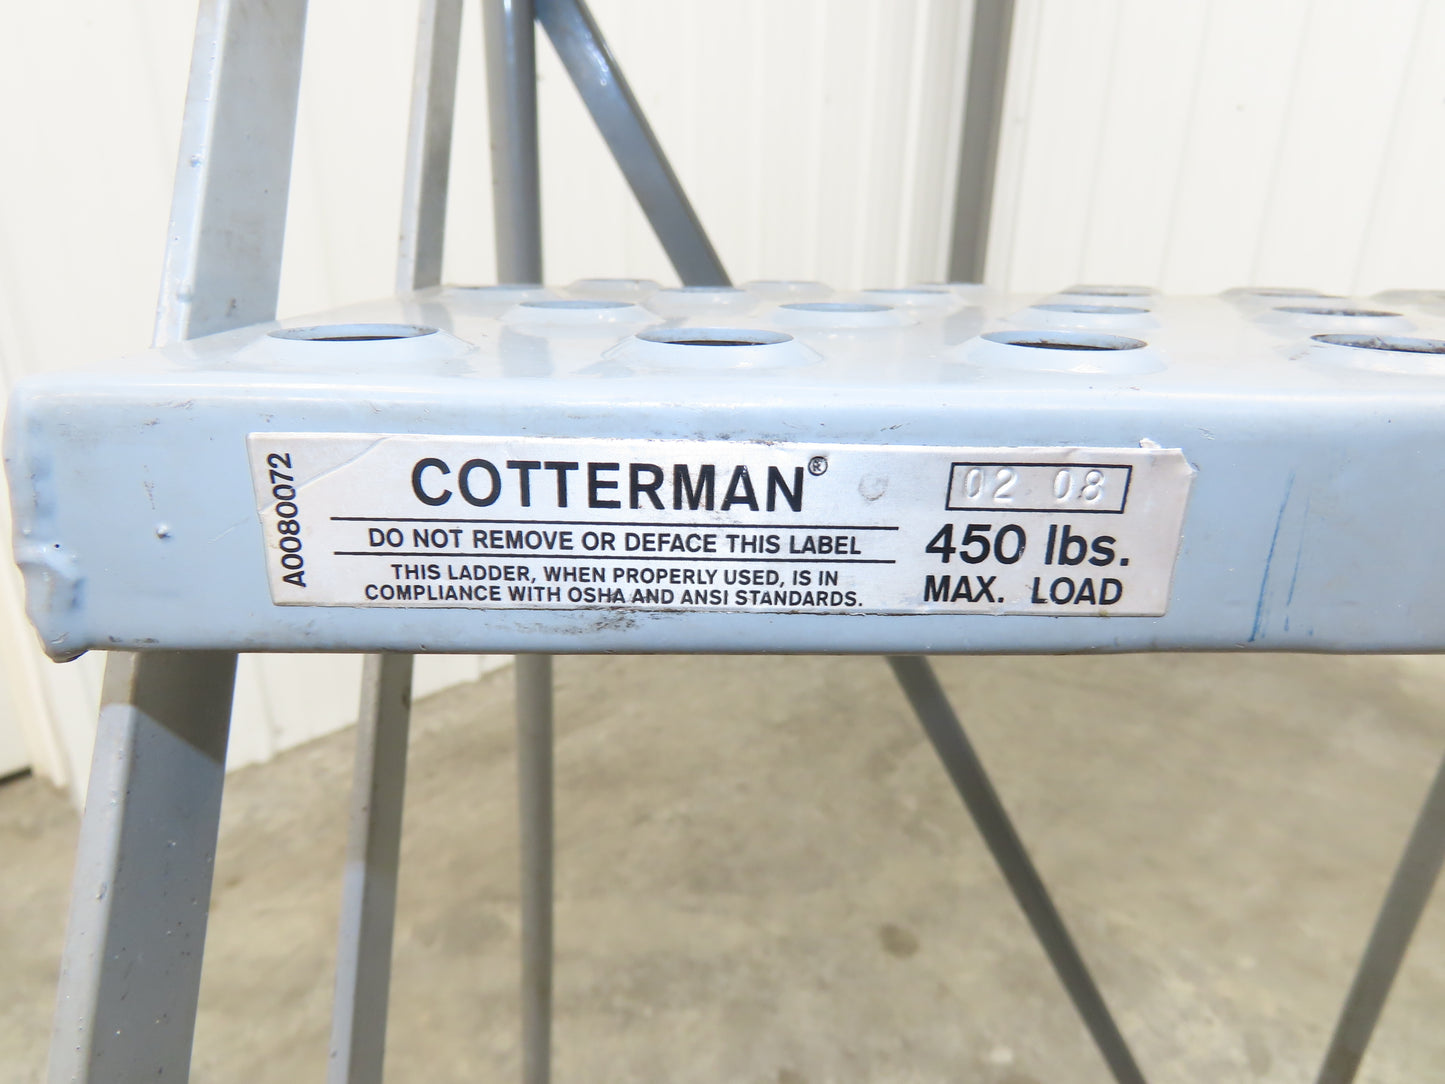 A0080072
COTTERMAN®
DO NOT REMOVE OR DEFACE THIS LABEL
THIS LADDER, WHEN PROPERLY USED, IS IN
COMPLIANCE WITH OSHA AND ANSI STANDARDS.
02 08
450 lbs.
MAX. LOAD